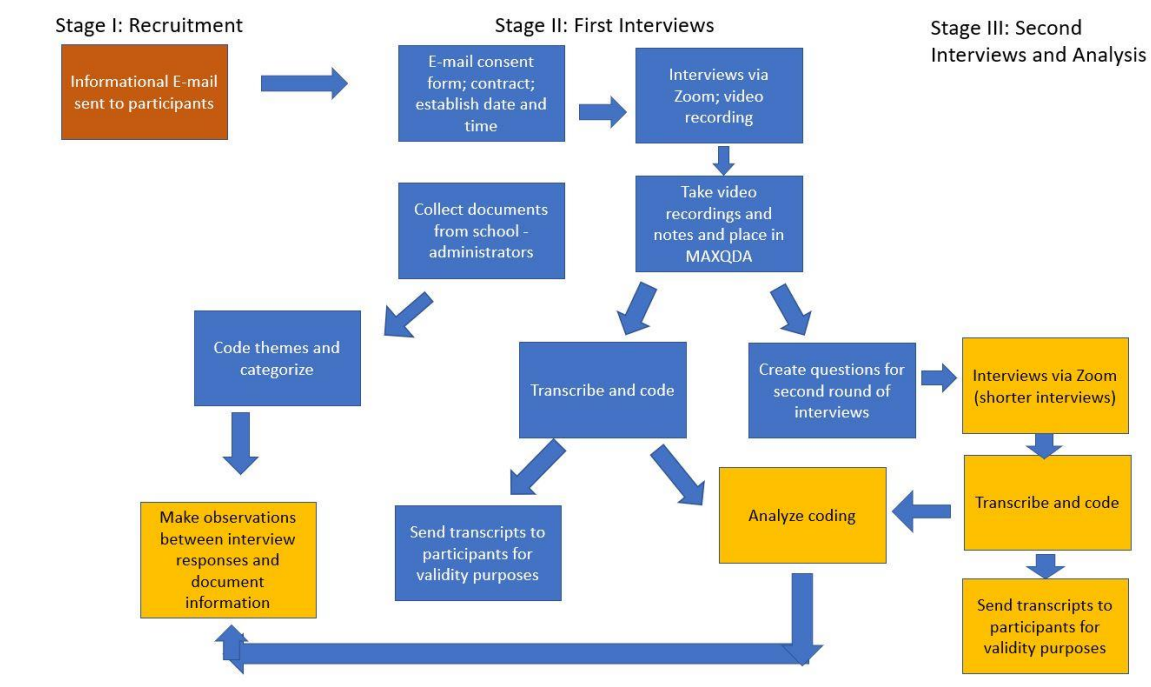 Stage I: Recruitment
Stage II: First Interviews
Stage III: Second
Interviews and Analysis
Informational E-mail
sent to participants
E-mail consent
form; contract;
establish date and
time
Interviews via
Zoom; video
recording
Collect documents
from school -
administrators
Take video
recordings and
notes and place in
MAXQDA
Code themes and
categorize
Transcribe and code
Create questions for
second round of
interviews
Interviews via Zoom
(shorter interviews)
Make observations
between interview
responses and
document
information
Send transcripts to
participants for
validity purposes
Analyze coding
Transcribe and code
Send transcripts to
participants for
validity purposes